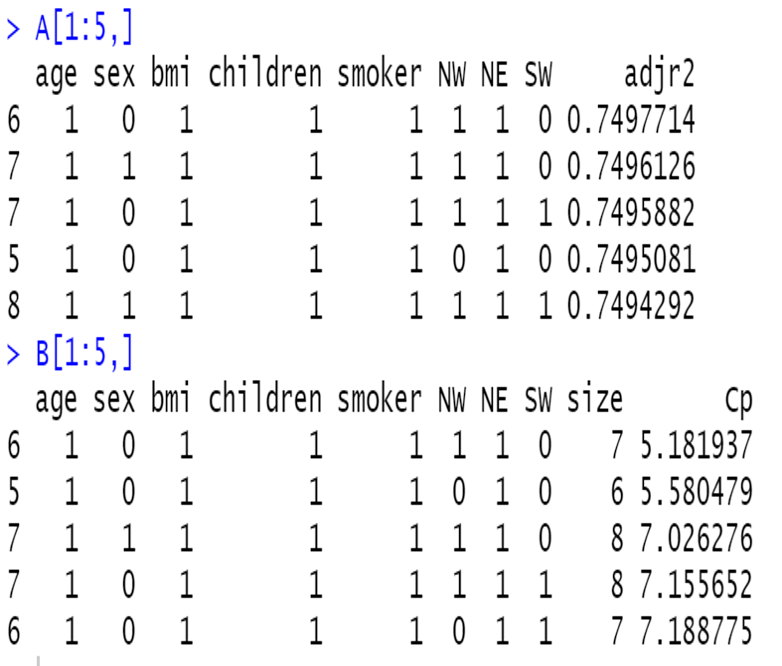 > A[1:5,]
age sex bmi children smoker NW NE SW adjr2
6 1 0 1 1 1 1 1 0 0.7497714
7 1 1 1 1 1 1 1 0 0.7496126
7 1 0 1 1 1 1 1 1 0.7495882
5 1 0 1 1 1 0 1 0 0.7495081
8 1 1 1 1 1 1 1 1 0.7494292
> B[1:5,]
age sex bmi children smoker NW NE SW size Cp
6 1 0 1 1 1 1 1 0 7 5.181937
5 1 0 1 1 1 0 1 0 6 5.580479
7 1 1 1 1 1 1 1 0 8 7.026276
7 1 0 1 1 1 1 1 1 8 7.155652
6 1 0 1 1 1 0 1 1 7 7.188775